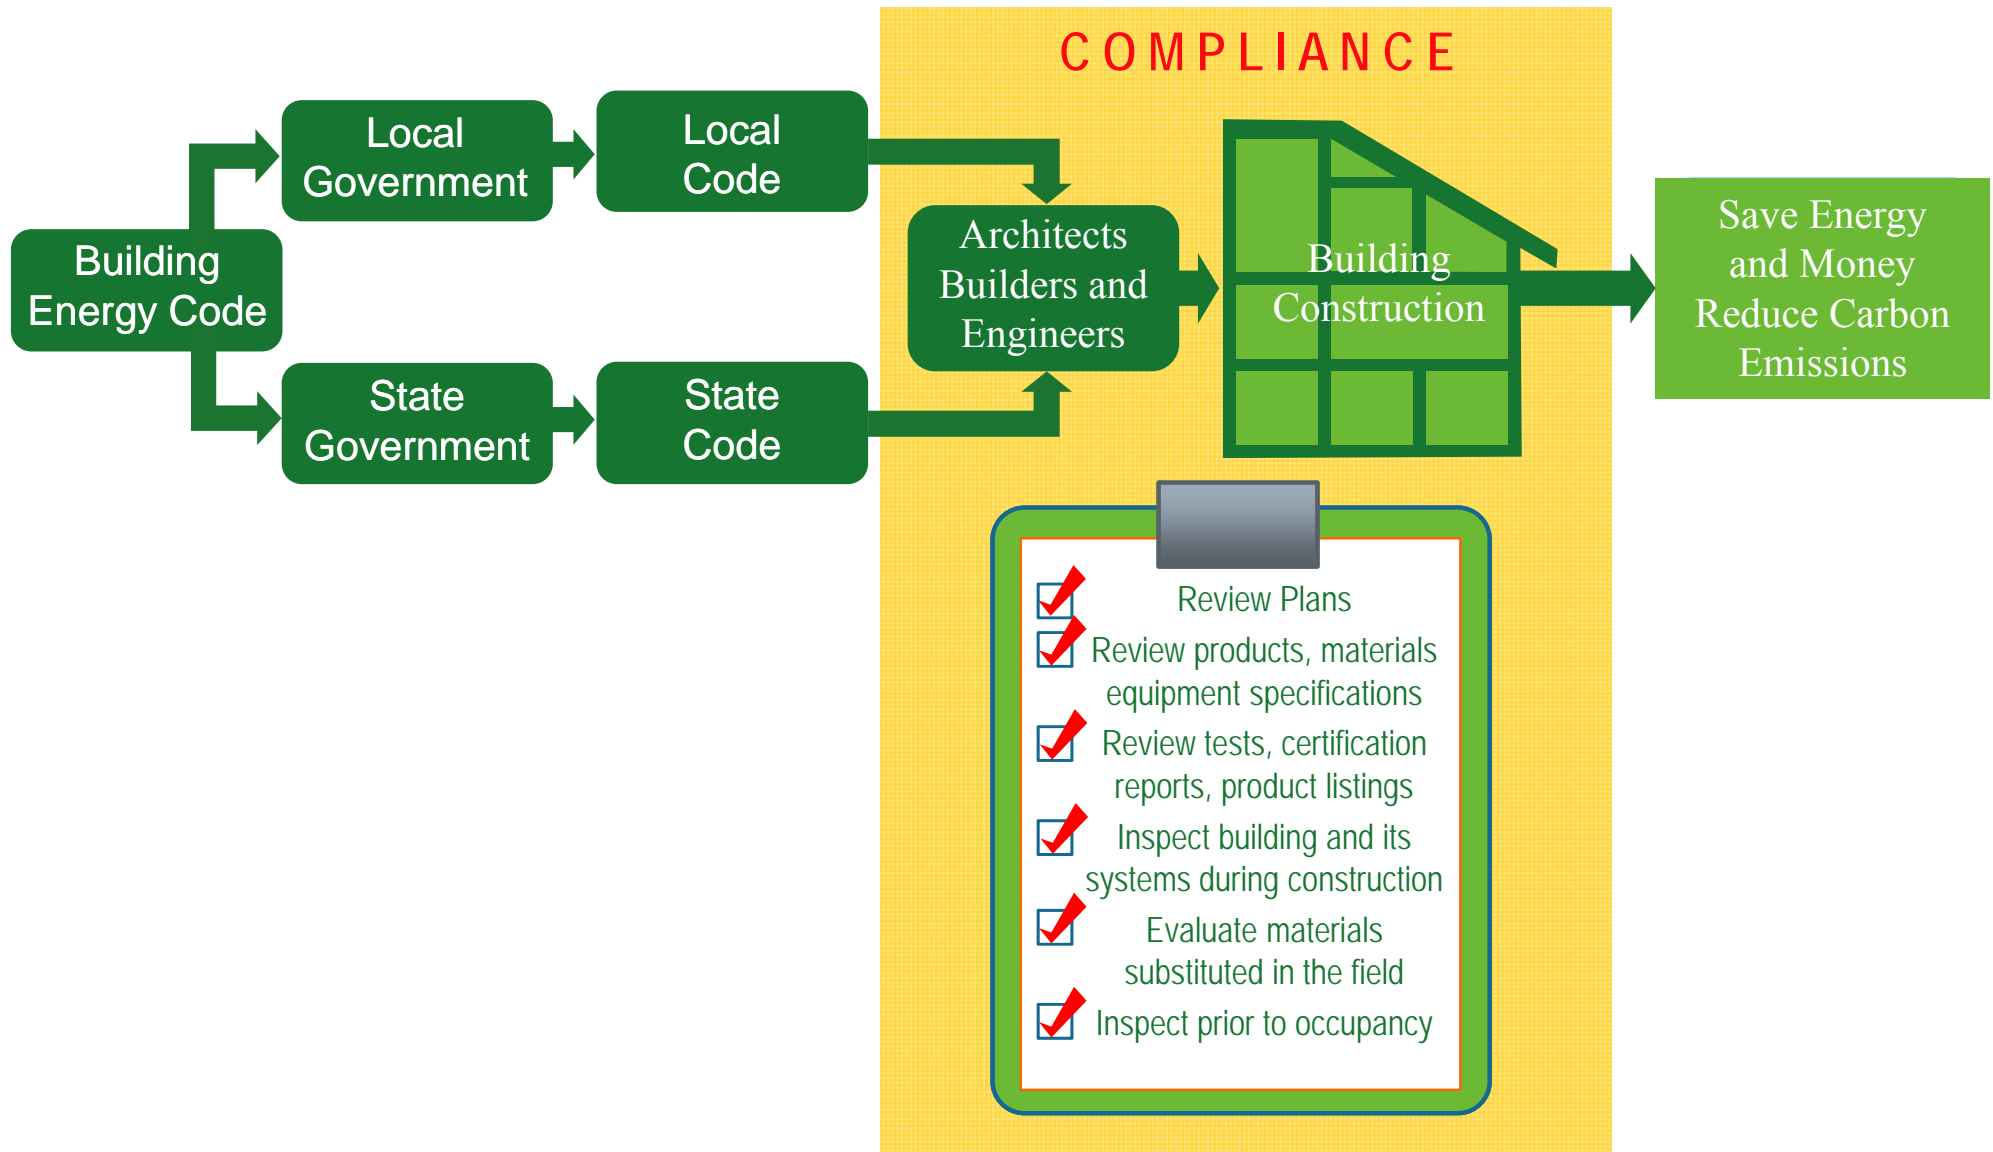 COMPLIANCE
Local
Government
Local
Code
Building
Energy Code
State
Government
State
Code
Architects
Builders and
Engineers
Building
Construction
Save Energy
and Money
Reduce Carbon
Emissions
Review Plans
Review products, materials
equipment specifications
Review tests, certification
reports, product listings
Inspect building and its
systems during construction
Evaluate materials
substituted in the field
Inspect prior to occupancy